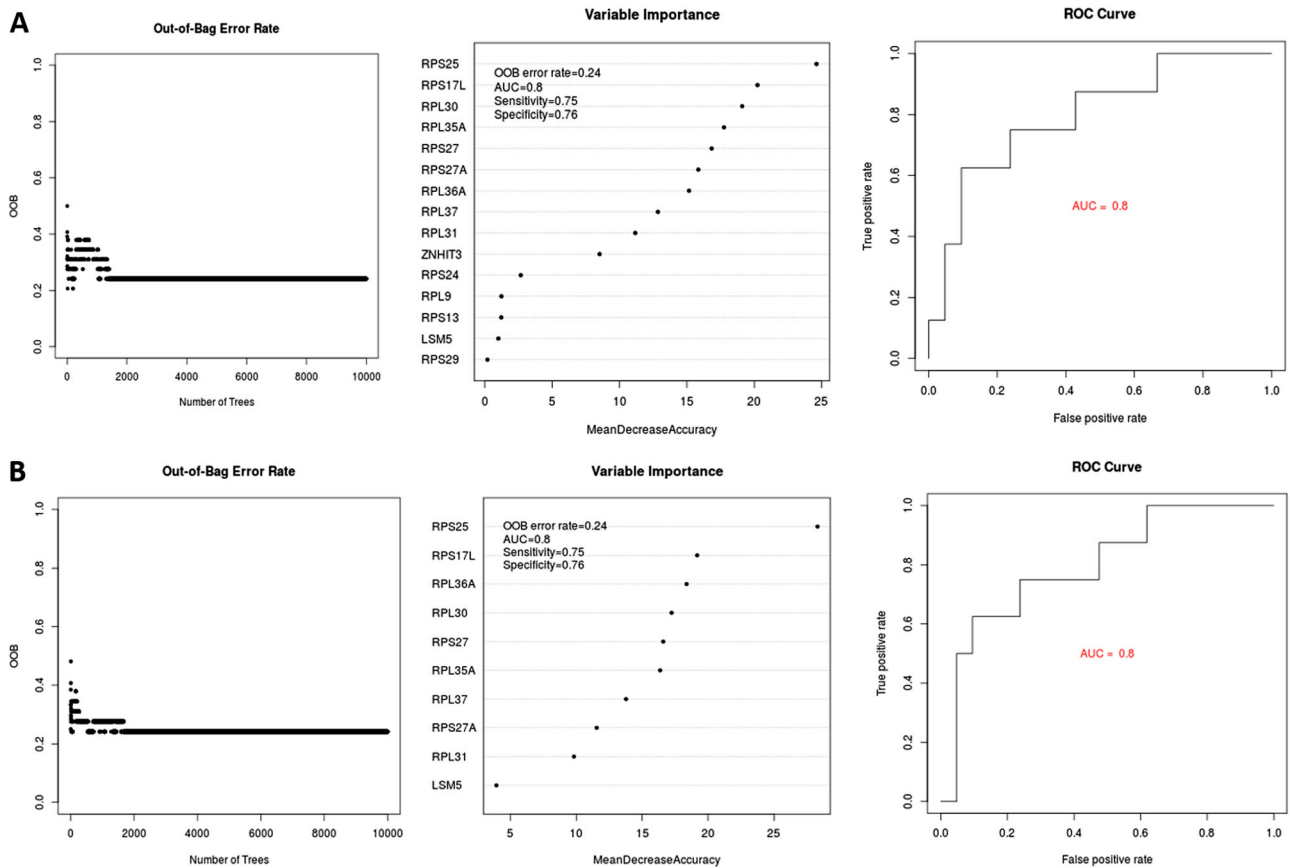 A
Out-of-Bag Error Rate
OOB
1.0
0.8
0.6
0.4
0.2
0.0
0
2000
4000
6000
8000
10000
Number of Trees
Variable Importance
RPS25
RPS17L
RPL30
RPL35A
RPS27
RPS27A
RPL36A
RPL37
RPL31
ZNHIT3
RPS24
RPL9
RPS13
LSM5
RPS29
OOB error rate=0.24
AUC=0.8
Sensitivity=0.75
Specificity=0.76
0
5
10
15
20
25
MeanDecreaseAccuracy
ROC Curve
True positive rate
1.0
0.8
0.6
0.4
0.2
0.0
AUC = 0.8
0.0
0.2
0.4
0.6
0.8
1.0
False positive rate
B
Out-of-Bag Error Rate
OOB
1.0
0.8
0.6
0.4
0.2
0.0
0
2000
4000
6000
8000
10000
Number of Trees
Variable Importance
RPS25
RPS17L
RPL36A
RPL30
RPS27
RPL35A
RPL37
RPS27A
RPL31
LSM5
OOB error rate=0.24
AUC=0.8
Sensitivity=0.75
Specificity=0.76
5
10
15
20
25
MeanDecreaseAccuracy
ROC Curve
True positive rate
1.0
0.8
0.6
0.4
0.2
0.0
AUC = 0.8
0.0
0.2
0.4
0.6
0.8
1.0
False positive rate